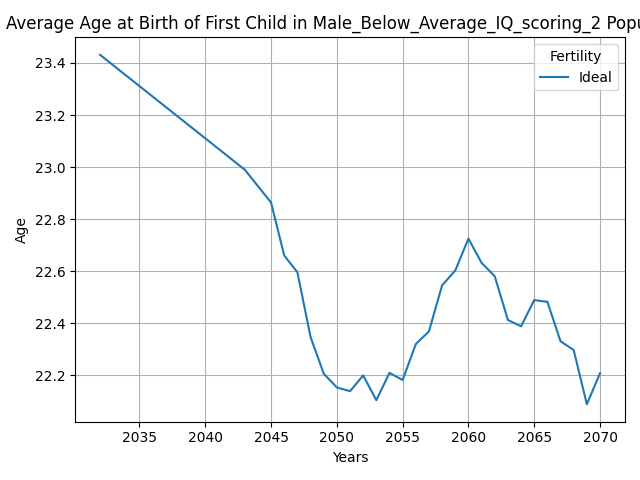 Average Age at Birth of First Child in Male_Below_Average_IQ_scoring_2 Popu
Fertility
Ideal
23.4
23.2
23.0
22.8
22.6
22.4
22.2
Age
2035 2040 2045 2050 2055 2060 2065 2070
Years